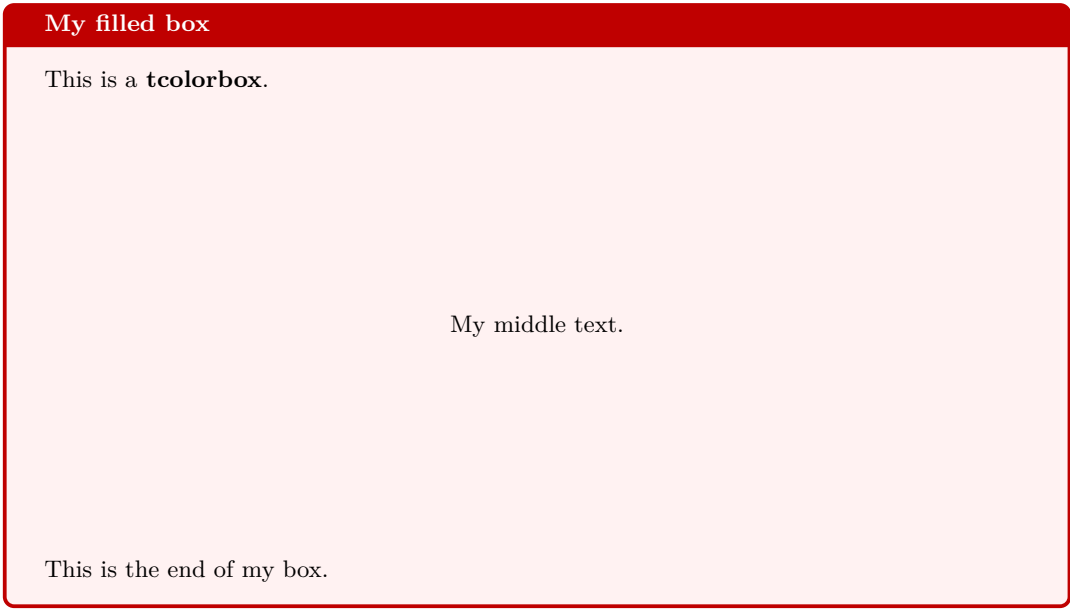 My filled box
This is a tcolorbox.
My middle text.
This is the end of my box.